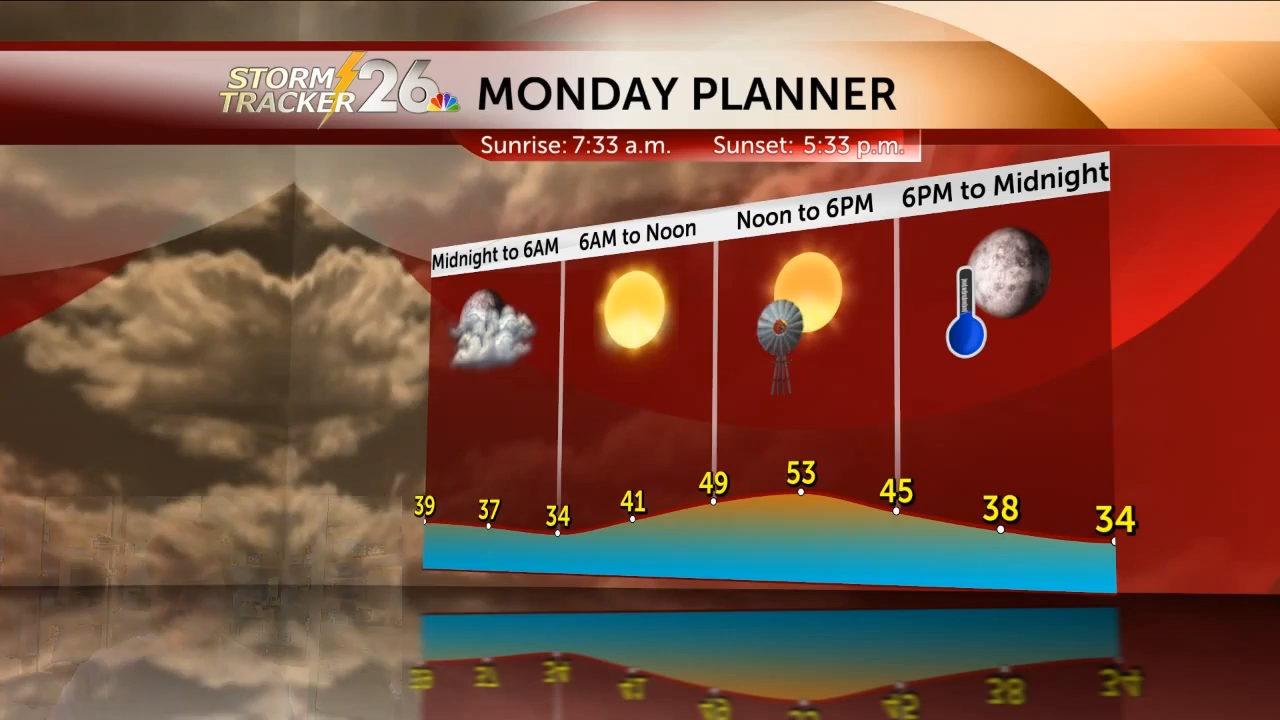 STORM
TRACKER
26
MONDAY PLANNER
Sunrise: 7:33 a.m. Sunset: 5:33 p.m.
Midnight to 6AM 6AM to Noon Noon to 6PM 6PM to Midnight
39 37 34 41 49 53 45 38 34